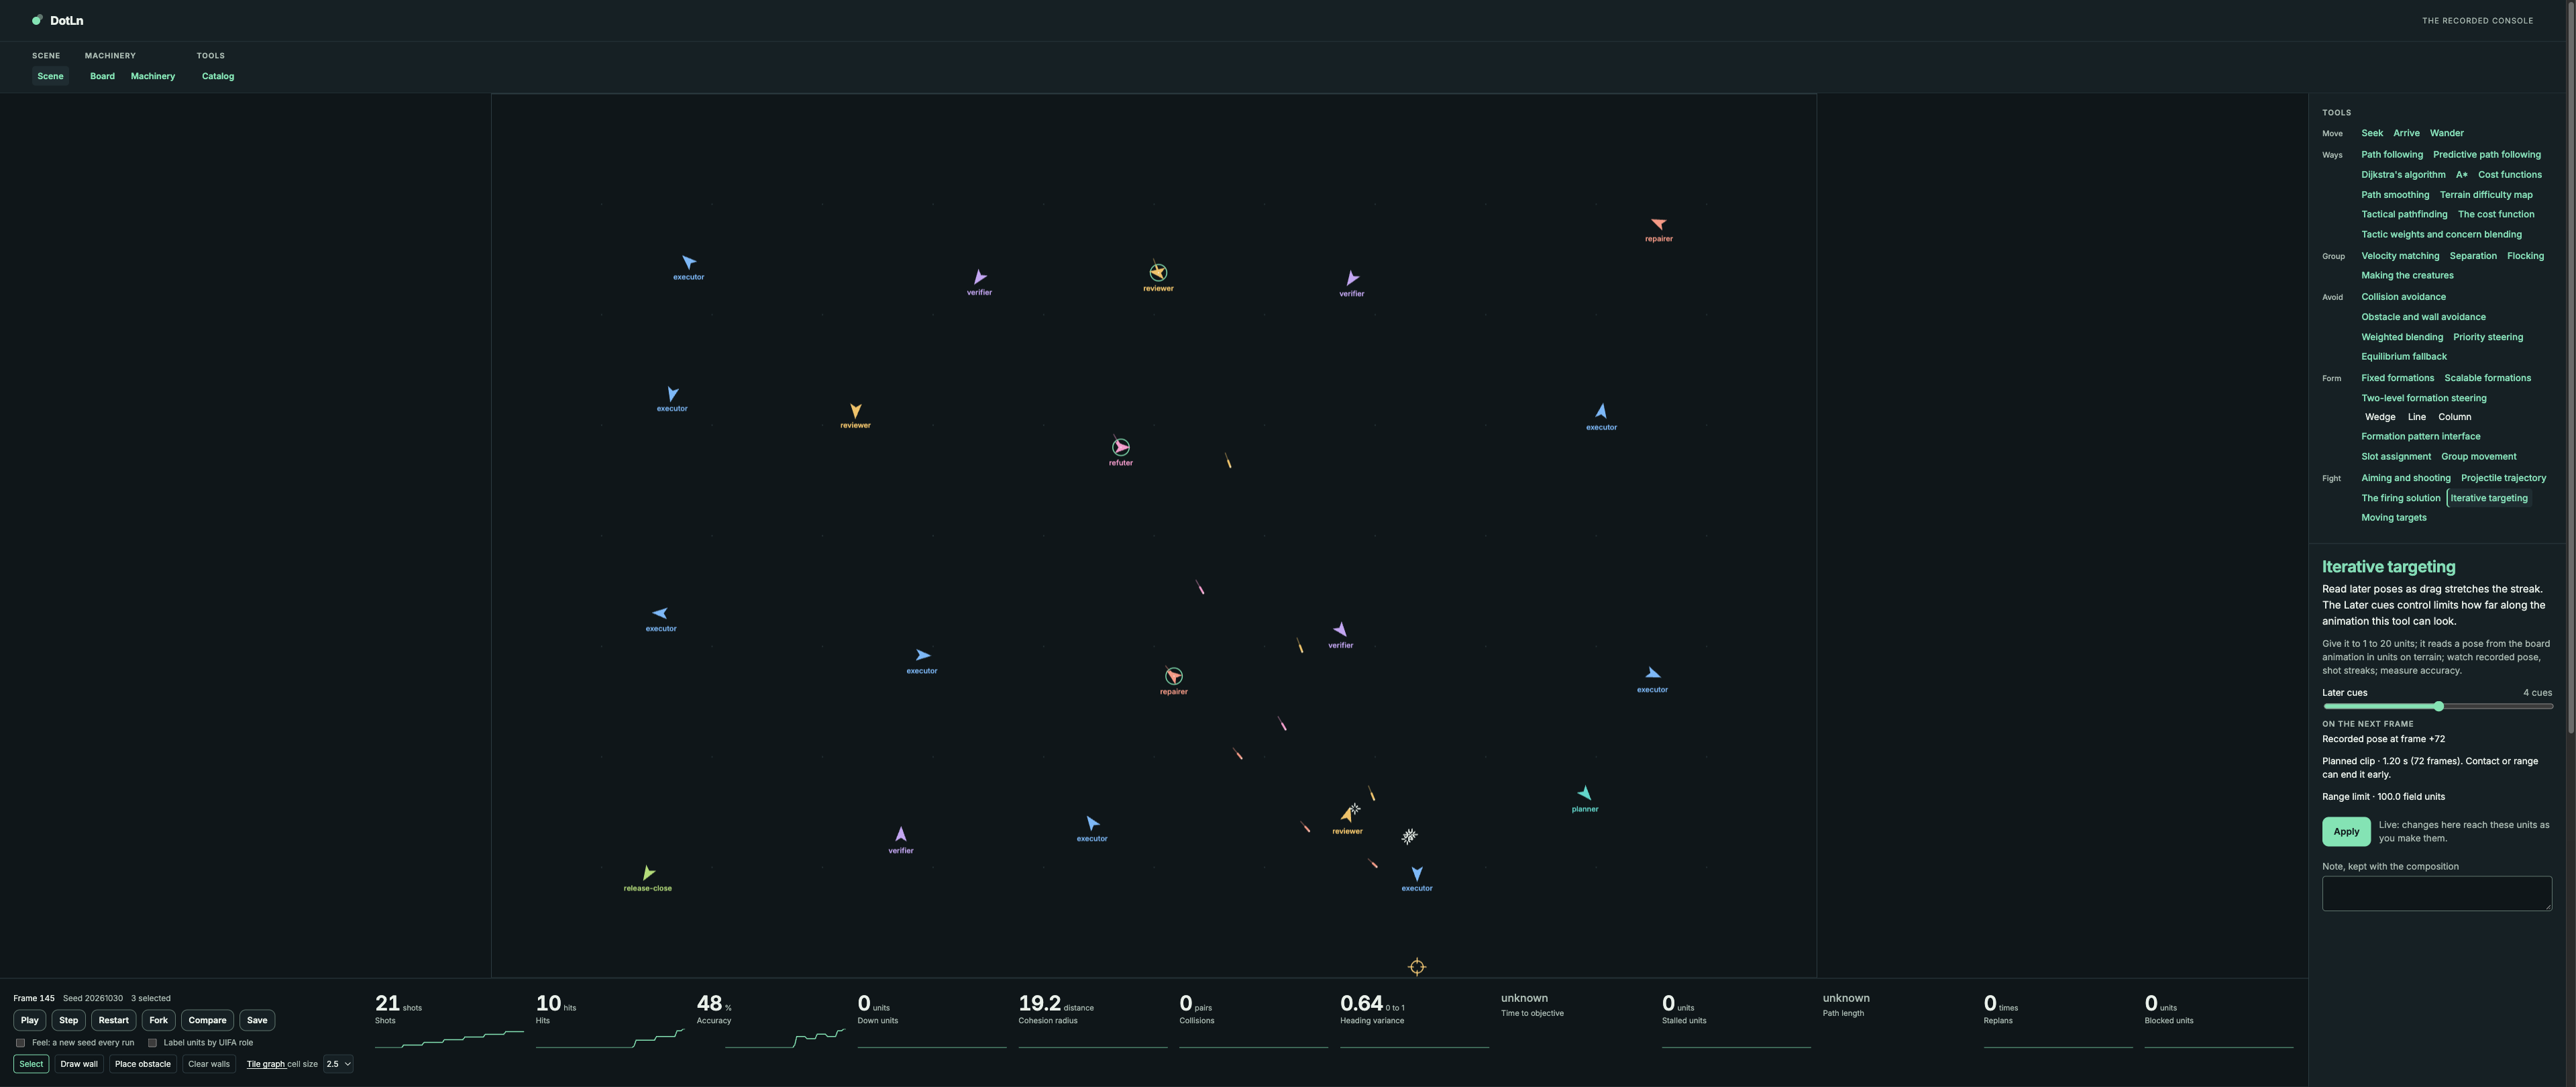 DotLn
THE RECORDED CONSOLE
SCENE MACHINERY TOOLS
Scene Board Machinery Catalog
repairer
executor
verifier
reviewer
verifier
executor
reviewer
executor
refuter
executor
verifier
executor
repairer
executor
planner
reviewer
executor
verifier
release-close
executor
TOOLS
Move Seek Arrive Wander
Ways Path following Predictive path following
Dijkstra's algorithm A* Cost functions
Path smoothing Terrain difficulty map
Tactical pathfinding The cost function
Tactic weights and concern blending
Group Velocity matching Separation Flocking
Making the creatures
Avoid Collision avoidance
Obstacle and wall avoidance
Weighted blending Priority steering
Equilibrium fallback
Form Fixed formations Scalable formations
Two-level formation steering
Wedge Line Column
Formation pattern interface
Slot assignment Group movement
Fight Aiming and shooting Projectile trajectory
The firing solution Iterative targeting
Moving targets
Iterative targeting
Read later poses as drag stretches the streak.
The Later cues control limits how far along the
animation this tool can look.
Give it to 1 to 20 units; it reads a pose from the board
animation in units on terrain; watch recorded pose,
shot streaks; measure accuracy.
Later cues 4 cues
ON THE NEXT FRAME
Recorded pose at frame +72
Planned clip · 1.20 s (72 frames). Contact or range
can end it early.
Range limit · 100.0 field units
Apply
Live: changes here reach these units as
you make them.
Note, kept with the composition
Frame 145 Seed 20261030 3 selected
Play Step Restart Fork Compare Save
Feel: a new seed every run Label units by UIFA role
Select Draw wall Place obstacle Clear walls Tile graph cell size 2.5
21 shots
Shots
10 hits
Hits
48 %
Accuracy
0 units
Down units
19.2 distance
Cohesion radius
0 pairs
Collisions
0.64 0 to 1
Heading variance
unknown
Time to objective
0 units
Stalled units
unknown
Path length
0 times
Replans
0 units
Blocked units